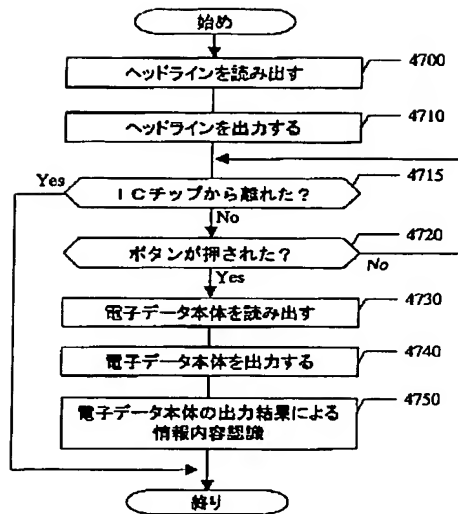 始め
ヘッドラインを読み出す
4700
ヘッドラインを出力する
4710
Yes
ICチップから離れた?
4715
No
ボタンが押された?
4720
No
Yes
電子データ本体を読み出す
4730
電子データ本体を出力する
4740
電子データ本体の出力結果による
情報内容認識
4750
終り